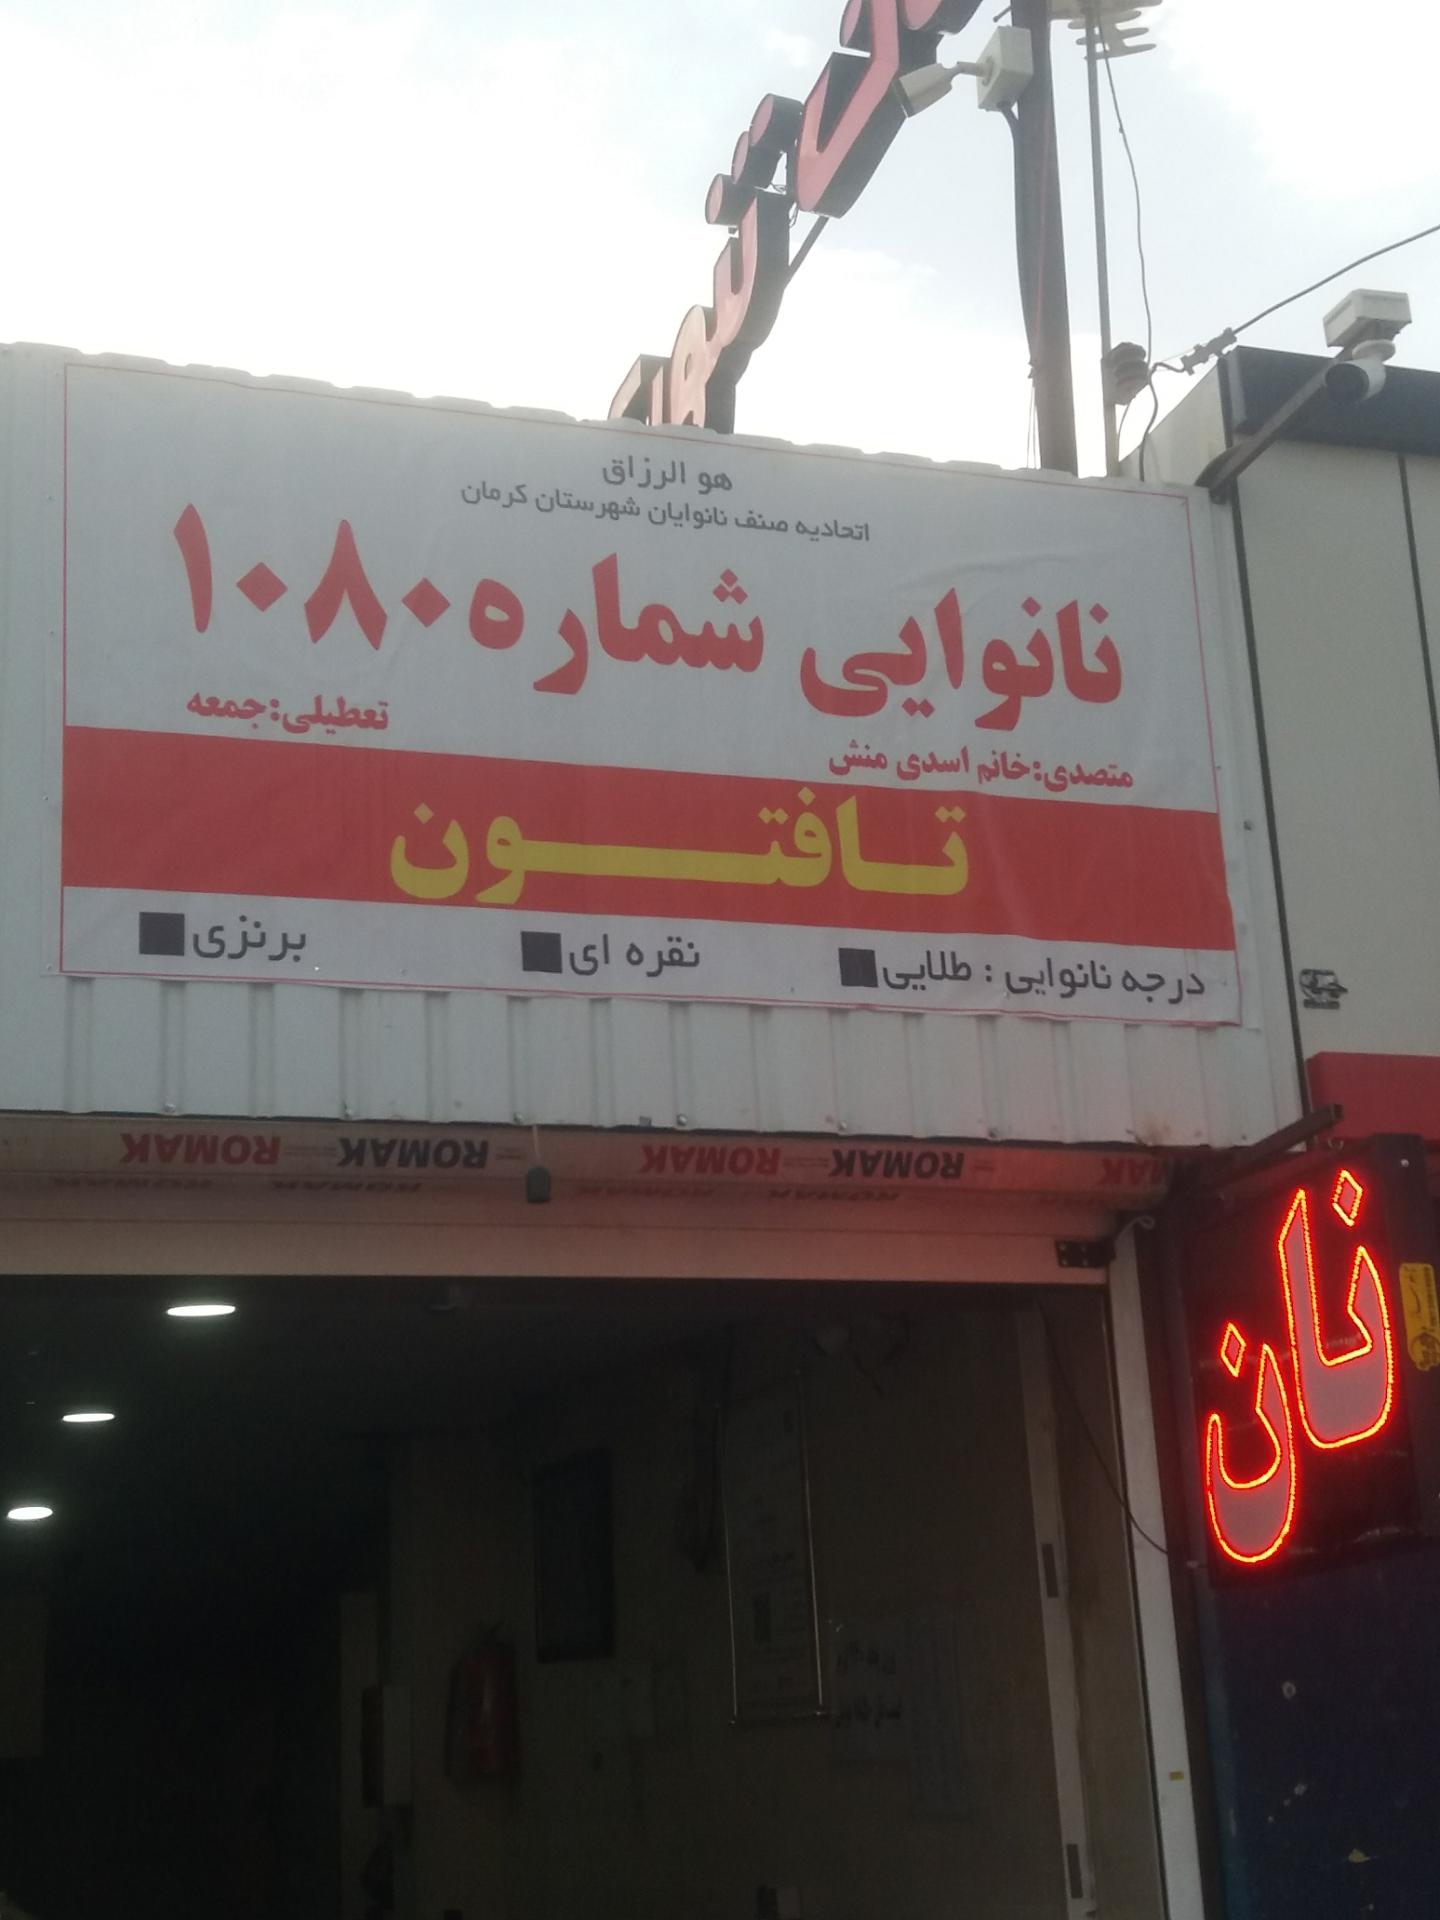 هو الرزاق
اتحادیه صنف نانوایان شهرستان کرمان
نانوایی شماره ۱۰۸۰
تعطیلی:جمعه
متصدی:خانم اسدی منش
تافتون
درجه نانوایی : طلایی■ نقره ای■ برنزی■
ROMAK ROMAK ROMAK ROMAK ROMAK
نان